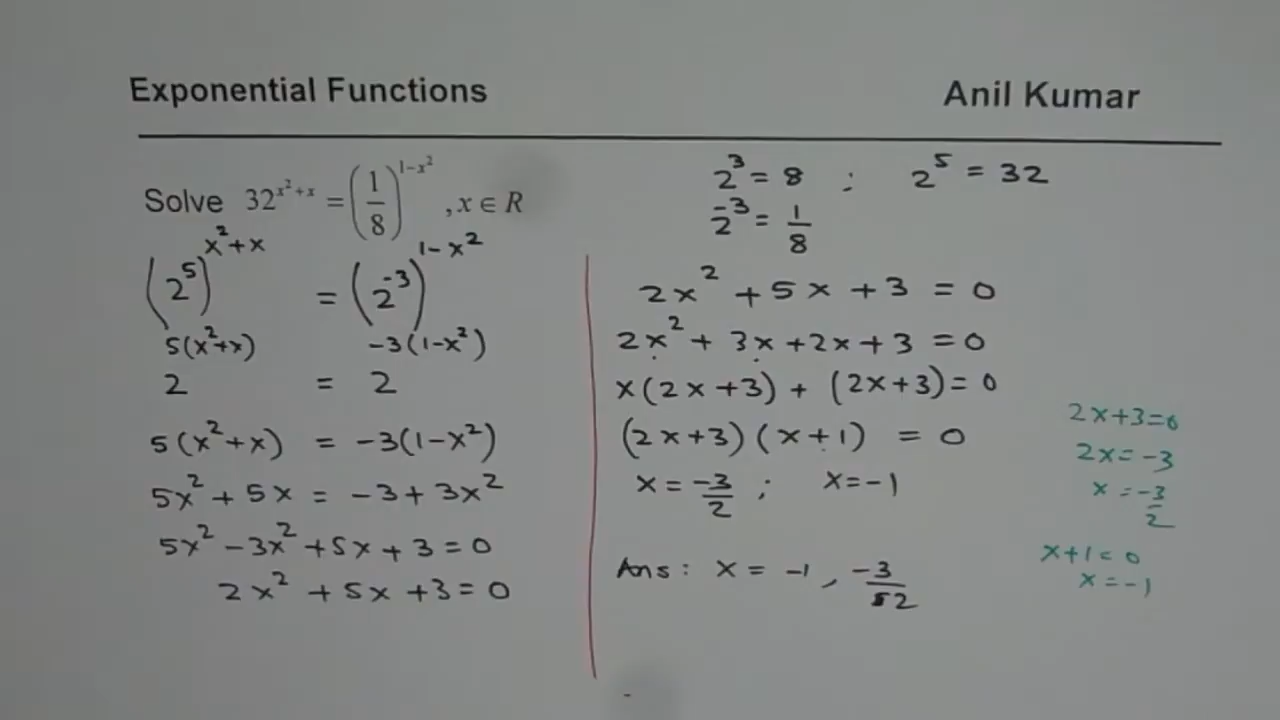 Exponential Functions
Anil Kumar
Solve 32^(x²+x) = (1/8)^(1-x²), x ∈ R
(2⁵)^(x²+x) = (2⁻³)^(1-x²)
2^(5(x²+x)) = 2^(-3(1-x²))
5(x²+x) = -3(1-x²)
5x² + 5x = -3 + 3x²
5x² - 3x² + 5x + 3 = 0
2x² + 5x + 3 = 0
2³ = 8 ; 2⁵ = 32
2⁻³ = 1/8
2x² + 5x + 3 = 0
2x² + 3x + 2x + 3 = 0
x(2x+3) + (2x+3) = 0
(2x+3)(x+1) = 0
x = -3/2 ; x = -1
Ans: x = -1, -3/2
2x+3=0
2x = -3
x = -3/2
x+1=0
x = -1